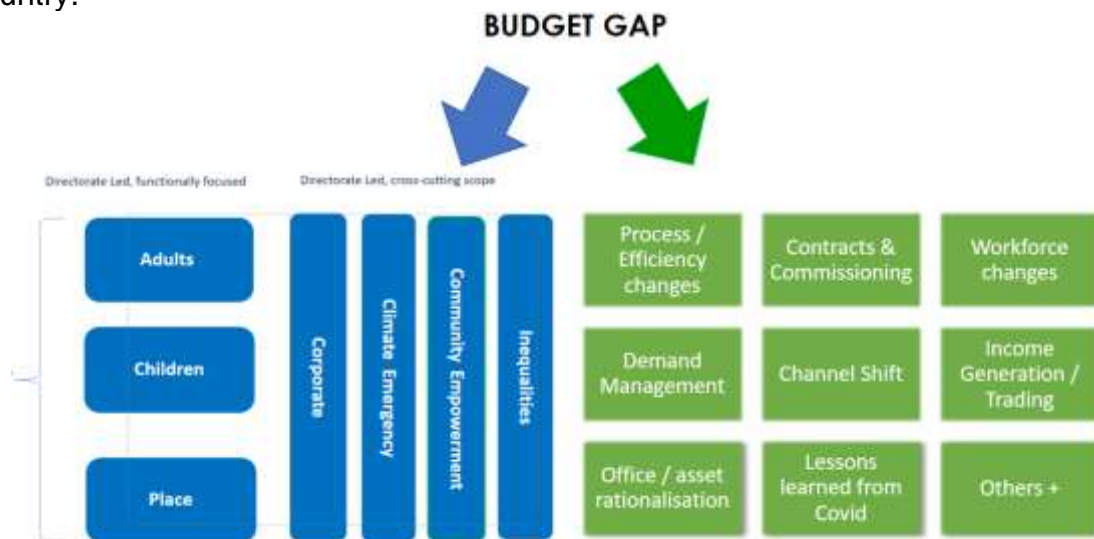 untry.
BUDGET GAP
Directorate Led, functionally focused
Directorate Led, cross-cutting scope
Adults
Children
Place
Corporate
Climate Emergency
Community Empowerment
Inequalities
Process /
Efficiency
changes
Contracts &
Commissioning
Workforce
changes
Demand
Management
Channel Shift
Income
Generation /
Trading
Office / asset
rationalisation
Lessons
learned from
Covid
Others +